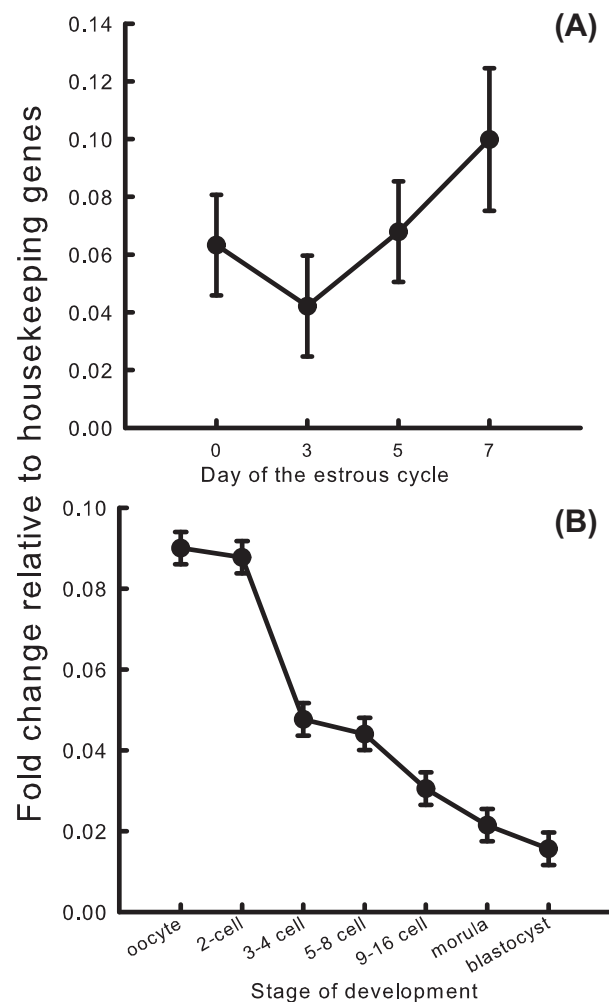 Fold change relative to housekeeping genes
(A)
0.14
0.12
0.10
0.08
0.06
0.04
0.02
0.00
0 3 5 7
Day of the estrous cycle
(B)
0.10
0.08
0.06
0.04
0.02
0.00
oocyte 2-cell 3-4 cell 5-8 cell 9-16 cell morula blastocyst
Stage of development